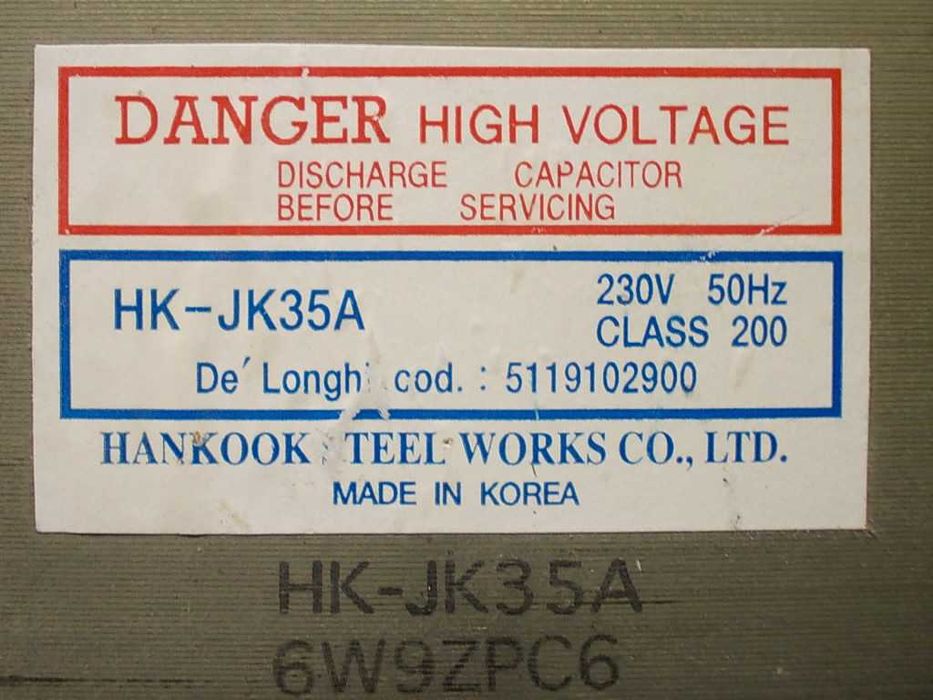 DANGER HIGH VOLTAGE
DISCHARGE CAPACITOR
BEFORE SERVICING
HK-JK35A
230V 50Hz
CLASS 200
De´Longhi cod. : 5119102900
HANKOOK STEEL WORKS CO., LTD.
MADE IN KOREA
HK-JK35A
6W9ZPC6